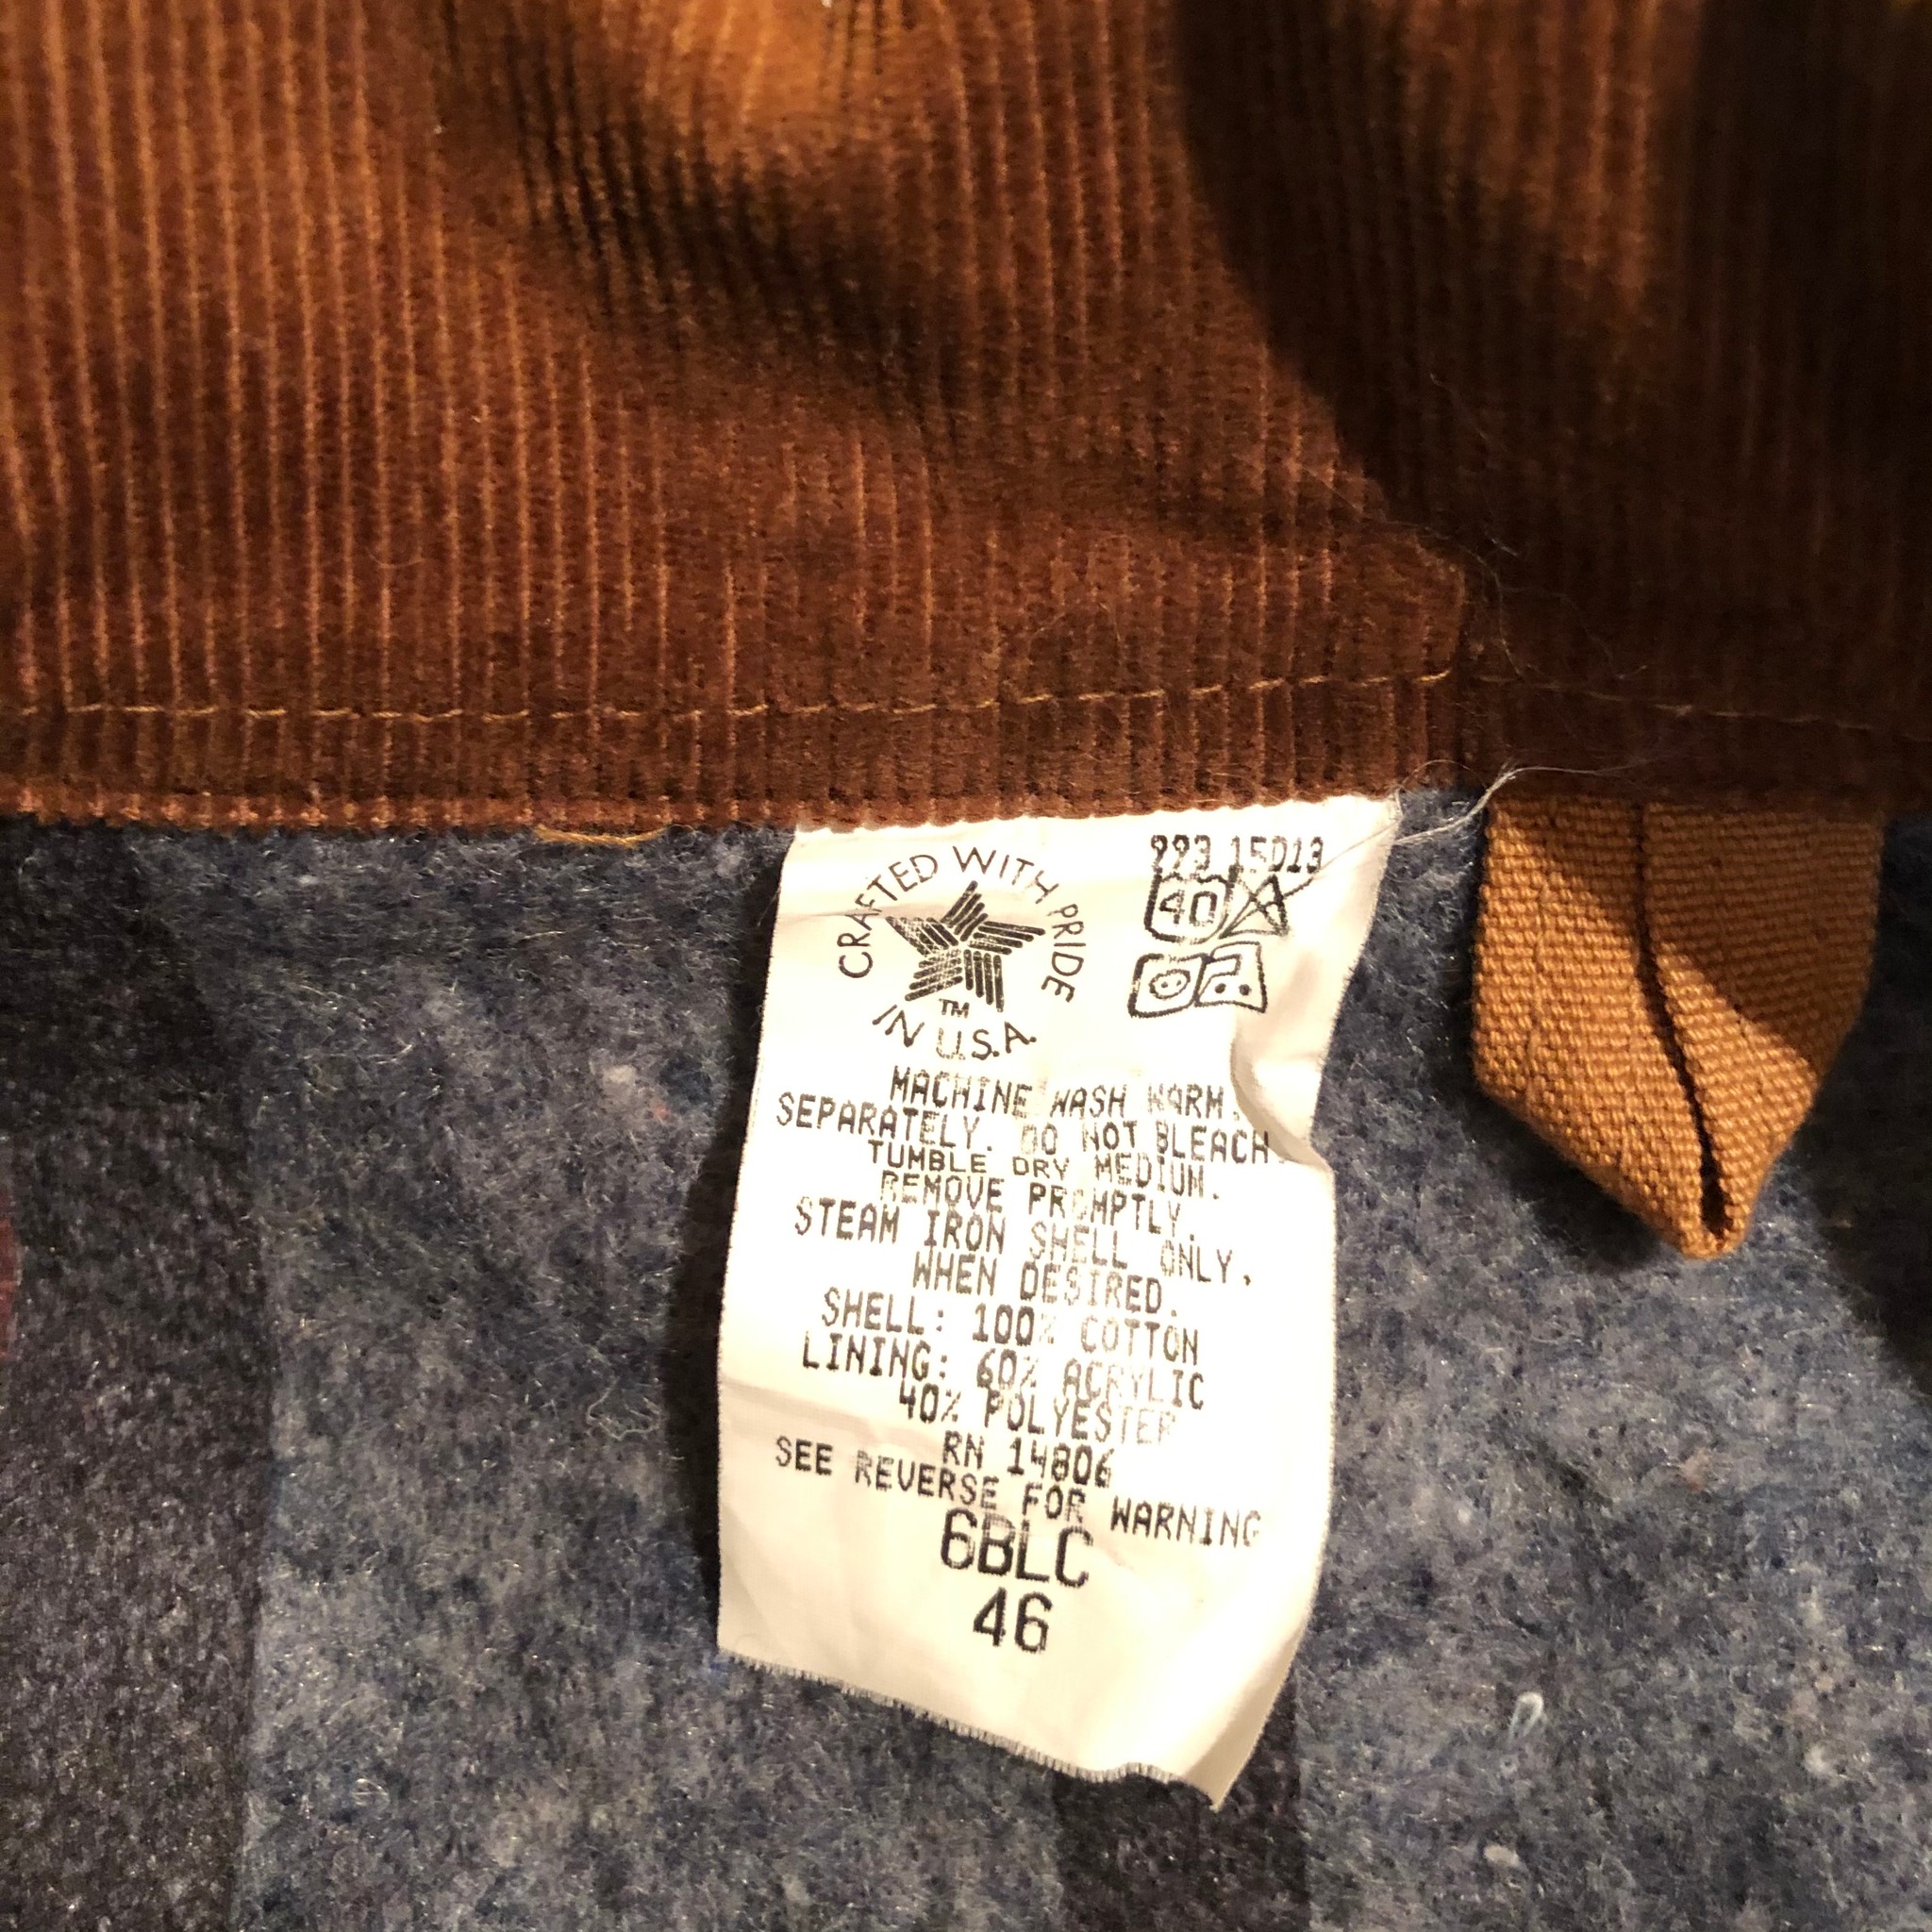 CRAFTED WITH PRIDE
TM
IN U.S.A.
993 15013
40
MACHINE WASH WARM,
SEPARATELY. DO NOT BLEACH.
TUMBLE DRY MEDIUM.
REMOVE PROMPTLY.
STEAM IRON SHELL ONLY,
WHEN DESIRED.
SHELL: 100% COTTON
LINING: 60% ACRYLIC
40% POLYESTER
RN 14806
SEE REVERSE FOR WARNING
6BLC
46